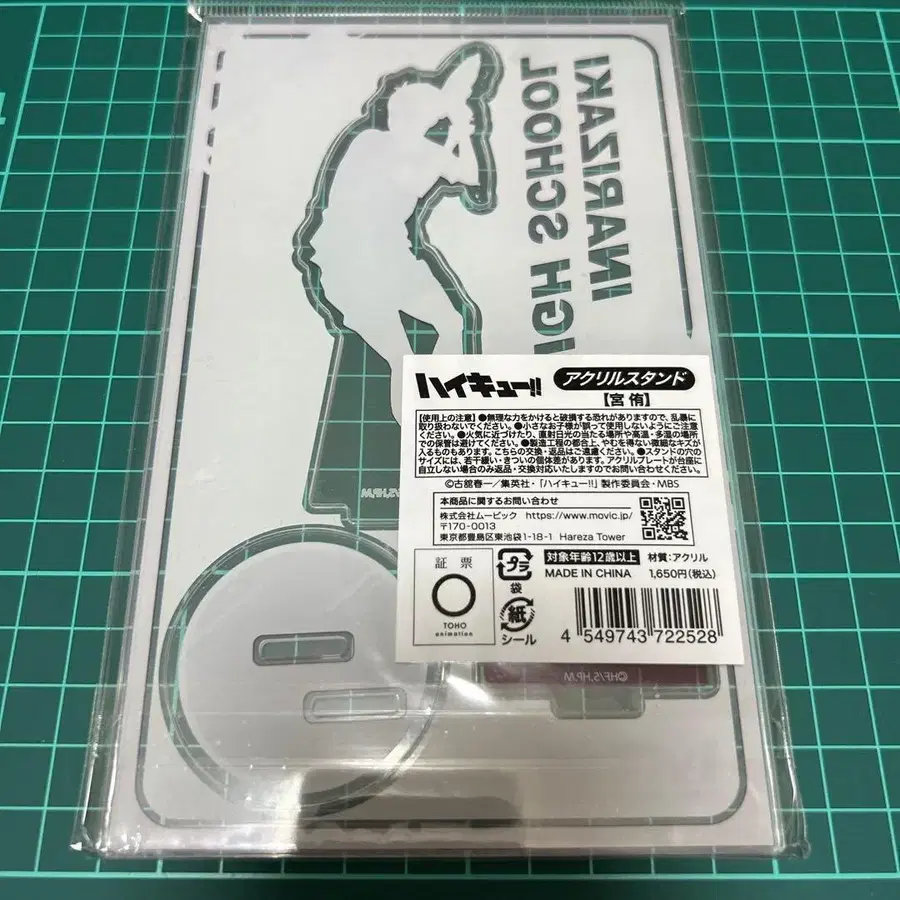 INARIZAKI
HIGH SCHOOL
ハイキュー!! アクリルスタンド
【宮 侑】
【使用上の注意】●無理な力をかけると破損する恐れがありますので、乱暴に
取り扱わないでください。●小さなお子様が誤って使用しないようにご注意
ください。●火気に近づけたり、直射日光の当たる場所や高温・多湿の場所
での保管は避けてください。●製造工程の都合上、やむを得ない微細なキズが
入るものもあります。こちらの交換・返品はご遠慮ください。●スタンドの穴の
サイズには、若干緩い・きついの個体差があります。アクリルプレートが台座に
自立しない場合のみ返品・交換対応いたしますのでお問い合わせください。
©古舘春一／集英社・「ハイキュー!!」製作委員会・MBS
本商品に関するお問い合わせ
株式会社ムービック https://www.movic.jp/
〒170-0013
東京都豊島区東池袋1-18-1 Hareza Tower
証 票
TOHO
animation
プラ
袋
紙
シール
対象年齢12歳以上 材質:アクリル
MADE IN CHINA 1,650円(税込)
4 549743 722528
©HF/S,HP,M